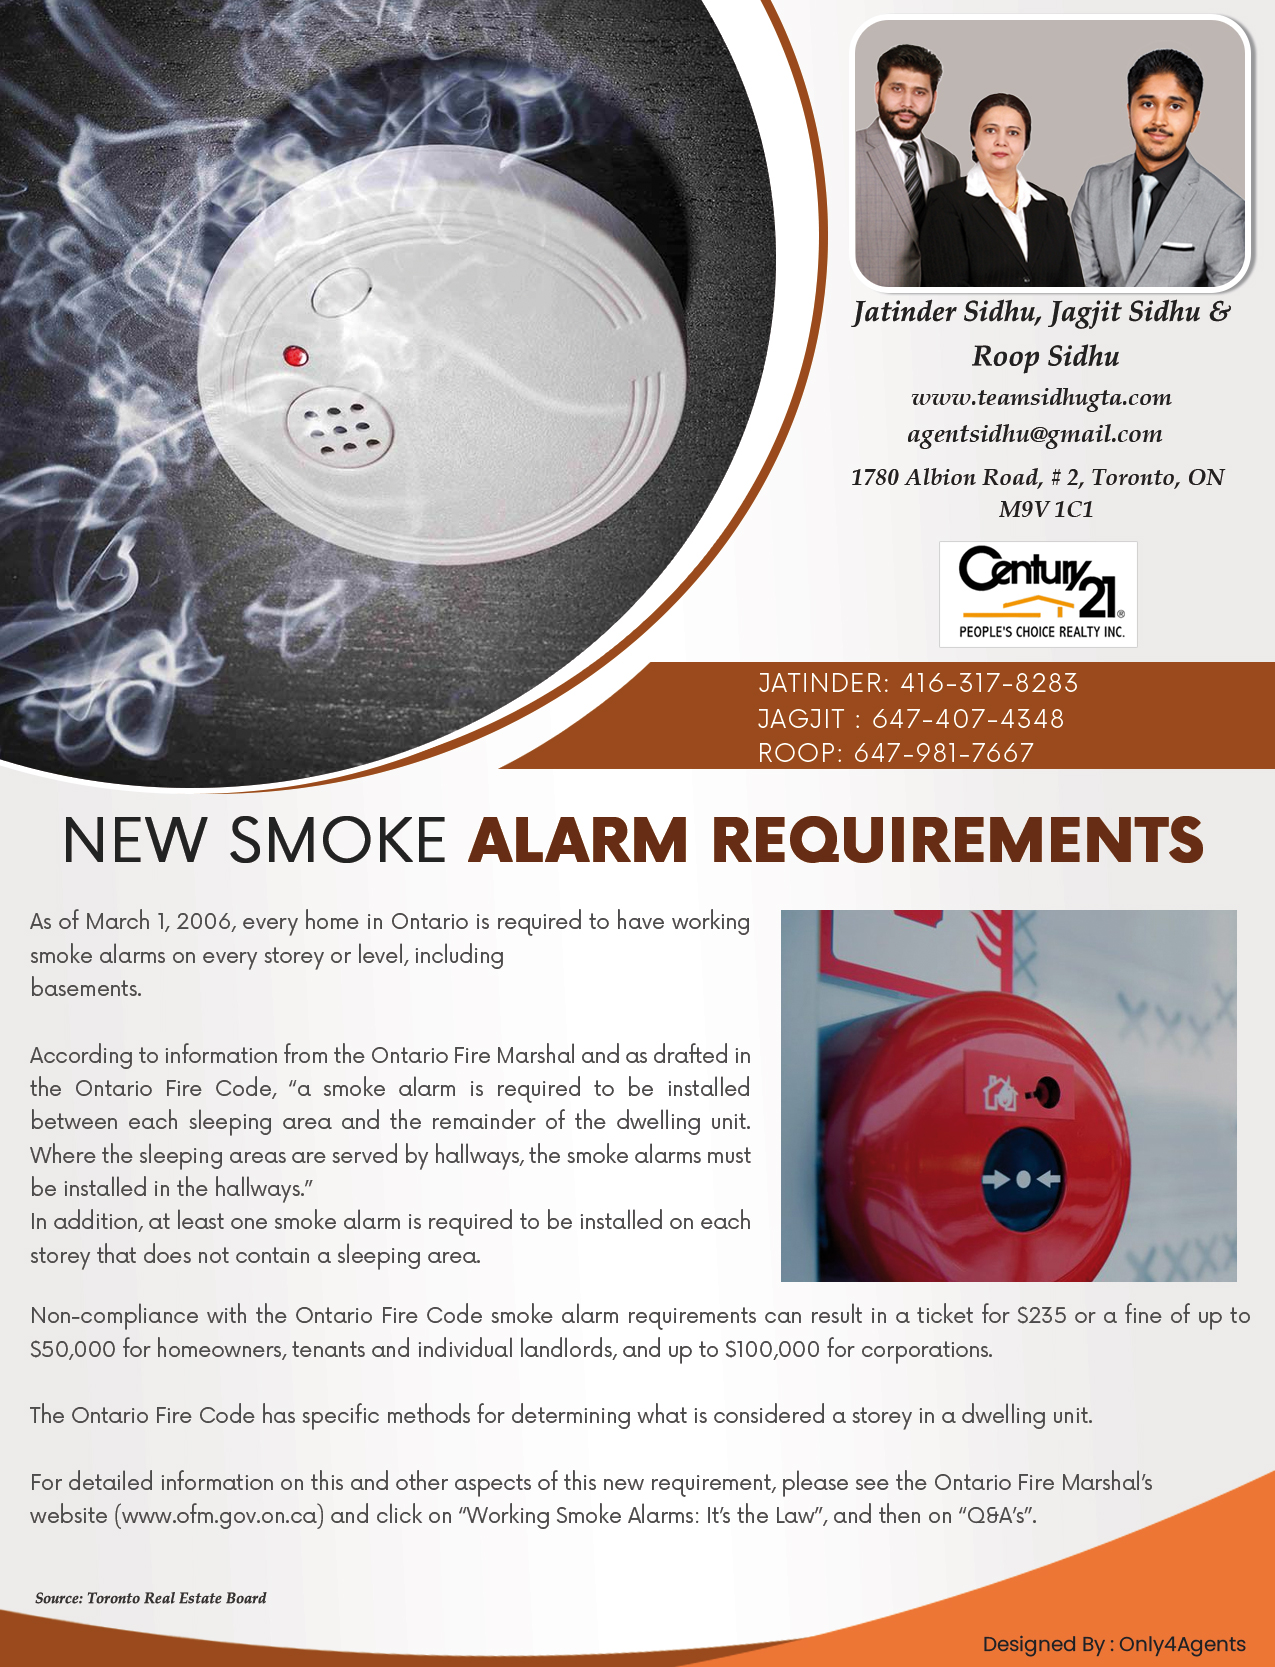 Jatinder Sidhu, Jagjit Sidhu &
Roop Sidhu
www.teamsidhugta.com
agentsidhu@gmail.com
1780 Albion Road, # 2, Toronto, ON
M9V 1C1
Century
21®
PEOPLE'S CHOICE REALTY INC.
JATINDER: 416-317-8283
JAGJIT : 647-407-4348
ROOP: 647-981-7667
NEW SMOKE ALARM REQUIREMENTS
As of March 1, 2006, every home in Ontario is required to have working
smoke alarms on every storey or level, including
basements.
According to information from the Ontario Fire Marshal and as drafted in
the Ontario Fire Code, “a smoke alarm is required to be installed
between each sleeping area and the remainder of the dwelling unit.
Where the sleeping areas are served by hallways, the smoke alarms must
be installed in the hallways.”
In addition, at least one smoke alarm is required to be installed on each
storey that does not contain a sleeping area.
Non-compliance with the Ontario Fire Code smoke alarm requirements can result in a ticket for $235 or a fine of up to
$50,000 for homeowners, tenants and individual landlords, and up to $100,000 for corporations.
The Ontario Fire Code has specific methods for determining what is considered a storey in a dwelling unit.
For detailed information on this and other aspects of this new requirement, please see the Ontario Fire Marshal’s
website (www.ofm.gov.on.ca) and click on “Working Smoke Alarms: It’s the Law”, and then on “Q&A’s”.
Source: Toronto Real Estate Board
Designed By : Only4Agents